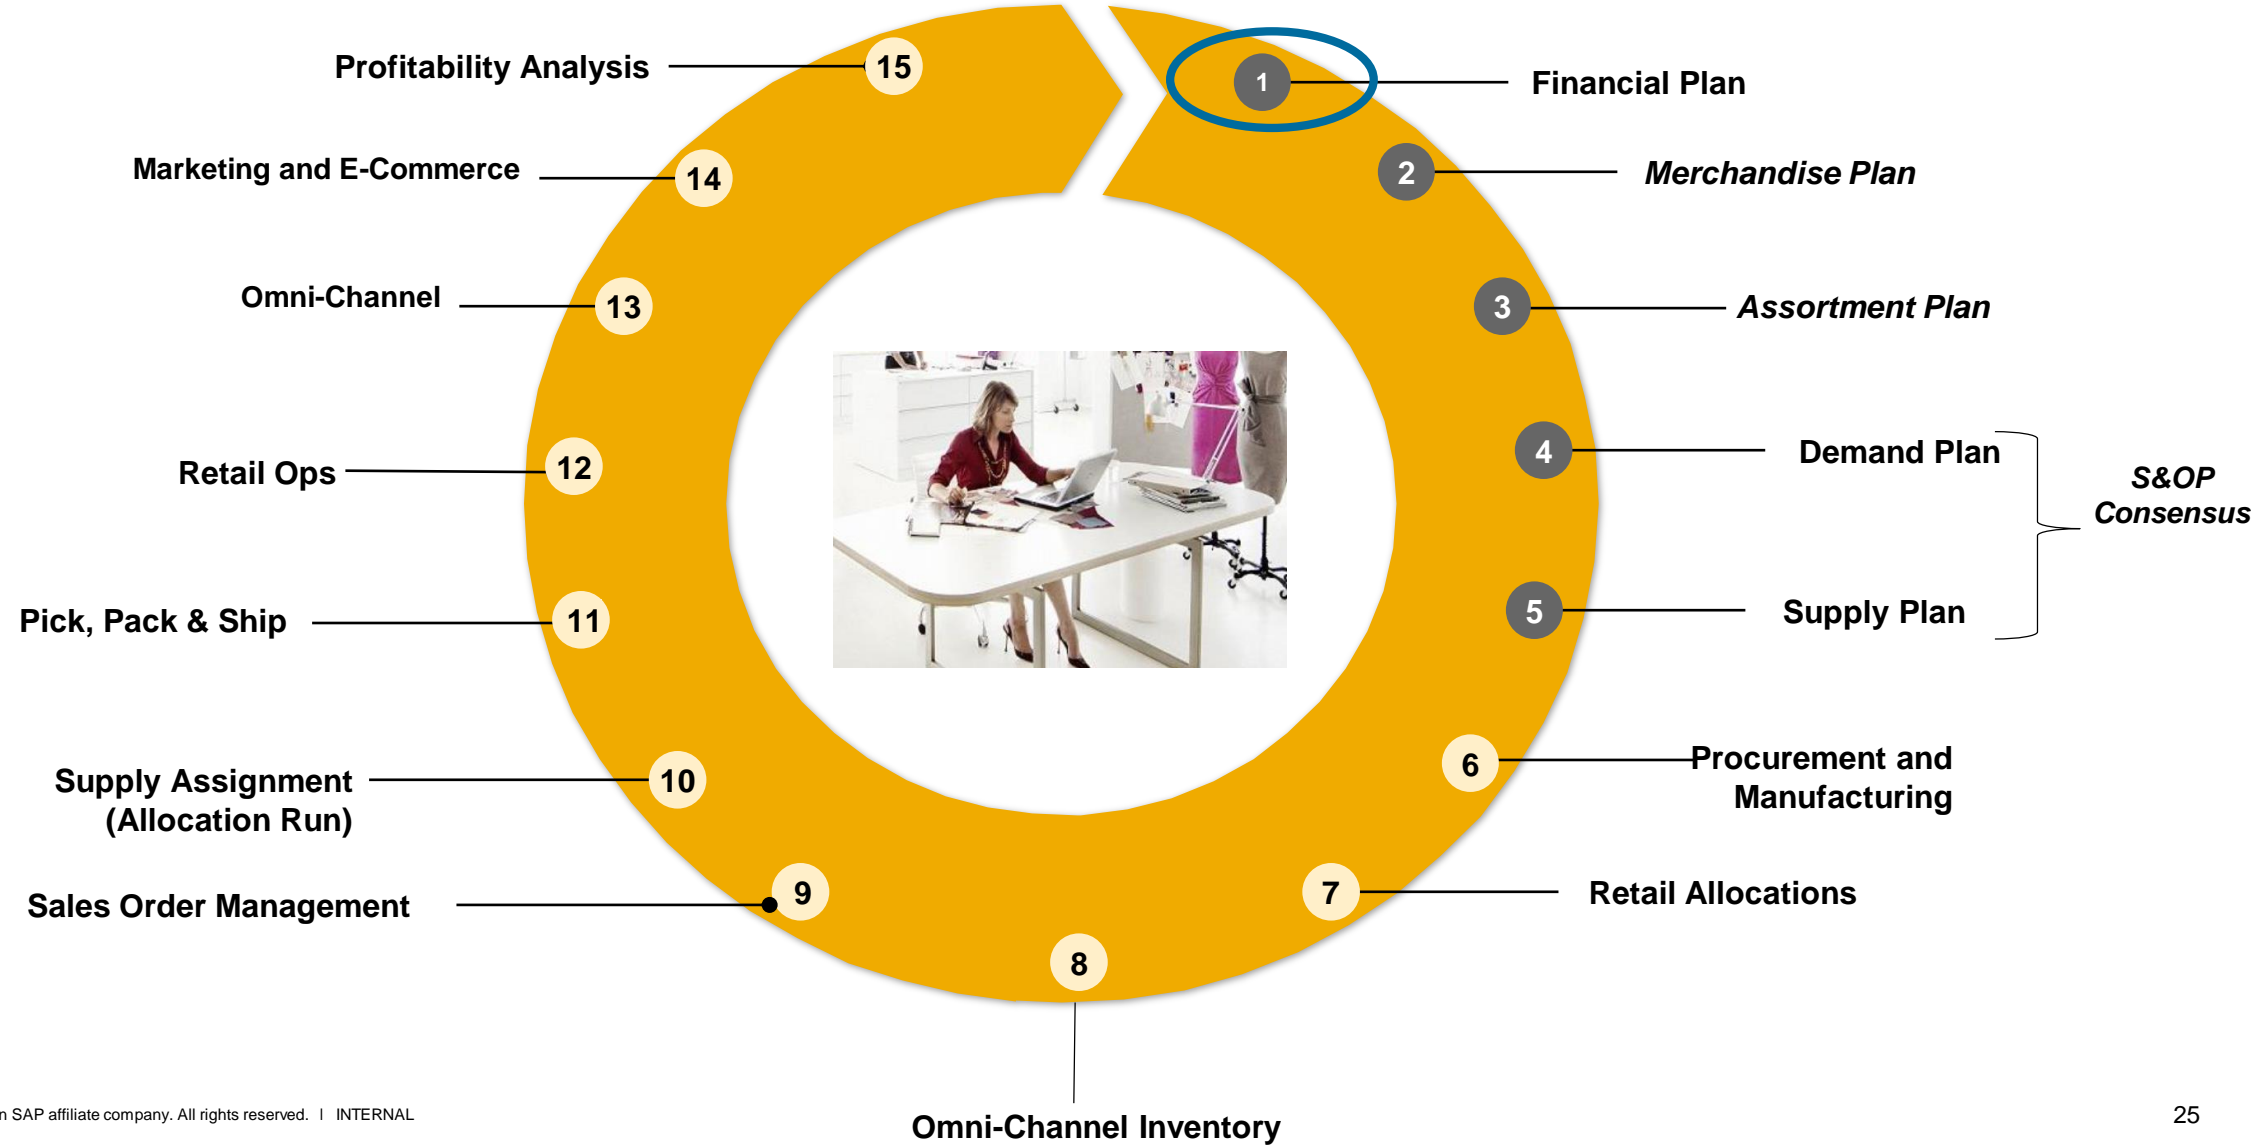 15
Profitability Analysis
1
Financial Plan
14
Marketing and E-Commerce
2
Merchandise Plan
13
Omni-Channel
3
Assortment Plan
12
Retail Ops
4
Demand Plan
S&OP
Consensus
11
Pick, Pack & Ship
5
Supply Plan
10
Supply Assignment
(Allocation Run)
6
Procurement and
Manufacturing
9
Sales Order Management
7
Retail Allocations
8
Omni-Channel Inventory
n SAP affiliate company. All rights reserved. ǀ INTERNAL
25